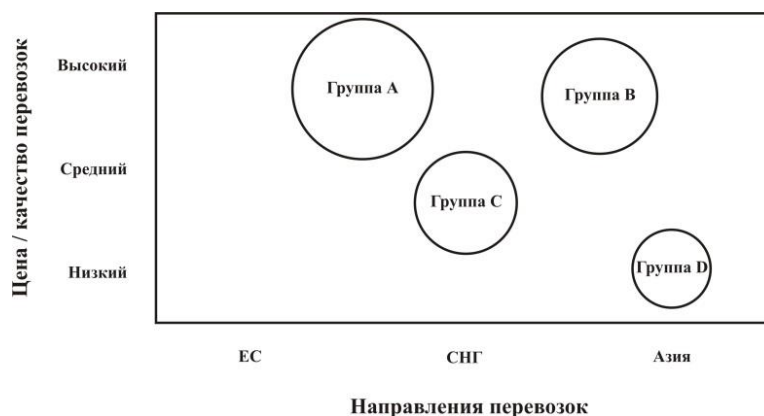 Цена / качество перевозок
Высокий
Средний
Низкий
Группа A
Группа B
Группа C
Группа D
ЕС
СНГ
Азия
Направления перевозок